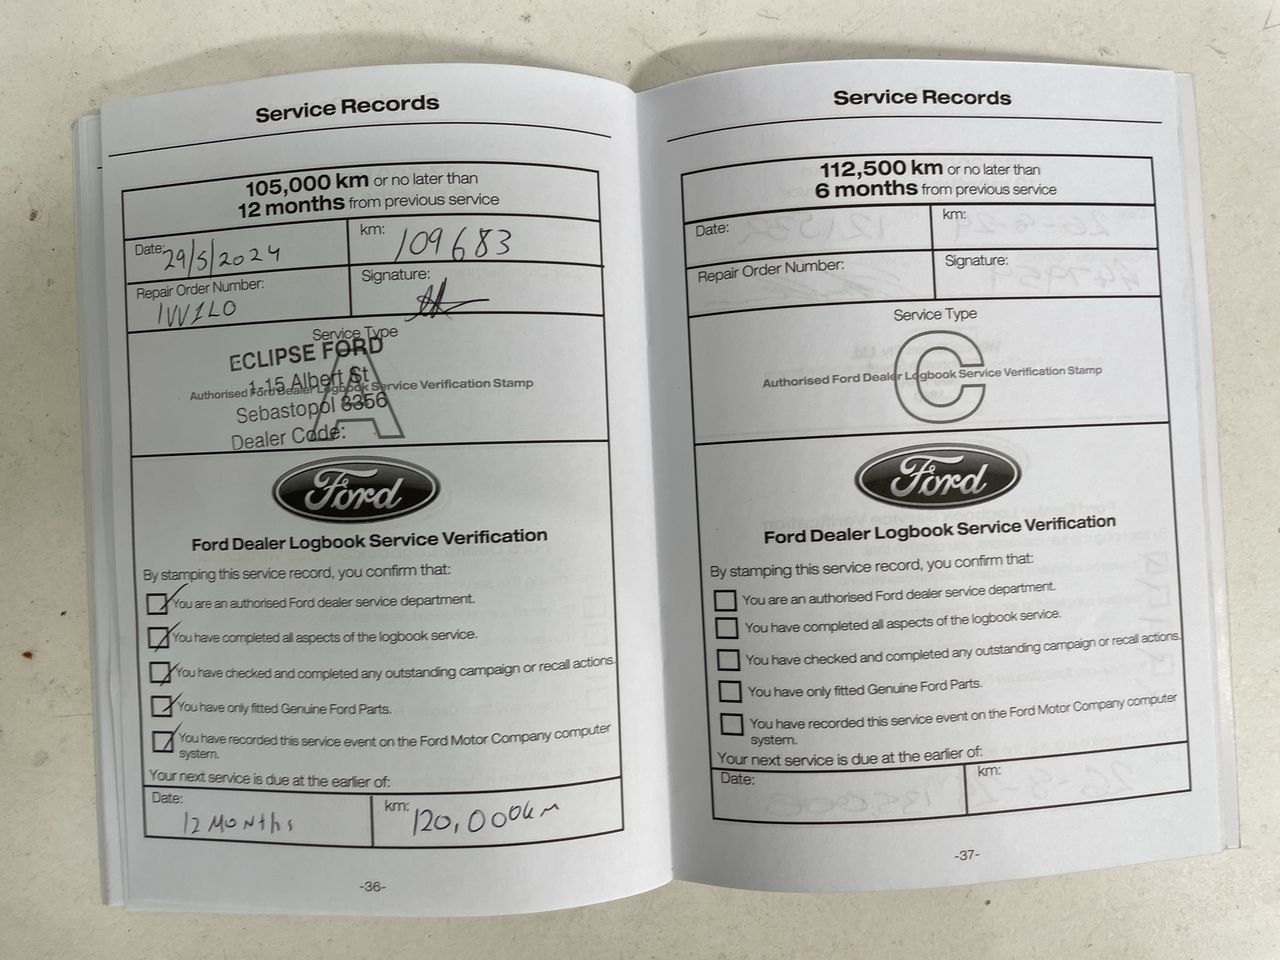 Service Records
105,000 km or no later than
12 months from previous service
Date: 29/5/2024
km: 109683
Repair Order Number:
Signature:
Service Type
ECLIPSE FORD
1-15 Albert St
Authorised Ford Dealer Logbook Service Verification Stamp
Sebastopol 3356
A
Dealer Code:
Ford
Ford Dealer Logbook Service Verification
By stamping this service record, you confirm that:
You are an authorised Ford dealer service department.
You have completed all aspects of the logbook service.
You have checked and completed any outstanding campaign or recall actions.
You have only fitted Genuine Ford Parts.
You have recorded this service event on the Ford Motor Company computer
system.
Your next service is due at the earlier of:
Date: 12 Months
km: 120,000km
-36-
Service Records
112,500 km or no later than
6 months from previous service
Date:
km:
Repair Order Number:
Signature:
Service Type
Authorised Ford Dealer Logbook Service Verification Stamp
C
Ford
Ford Dealer Logbook Service Verification
By stamping this service record, you confirm that:
You are an authorised Ford dealer service department.
You have completed all aspects of the logbook service.
You have checked and completed any outstanding campaign or recall actions.
You have only fitted Genuine Ford Parts.
You have recorded this service event on the Ford Motor Company computer
system.
Your next service is due at the earlier of:
Date:
km:
-37-